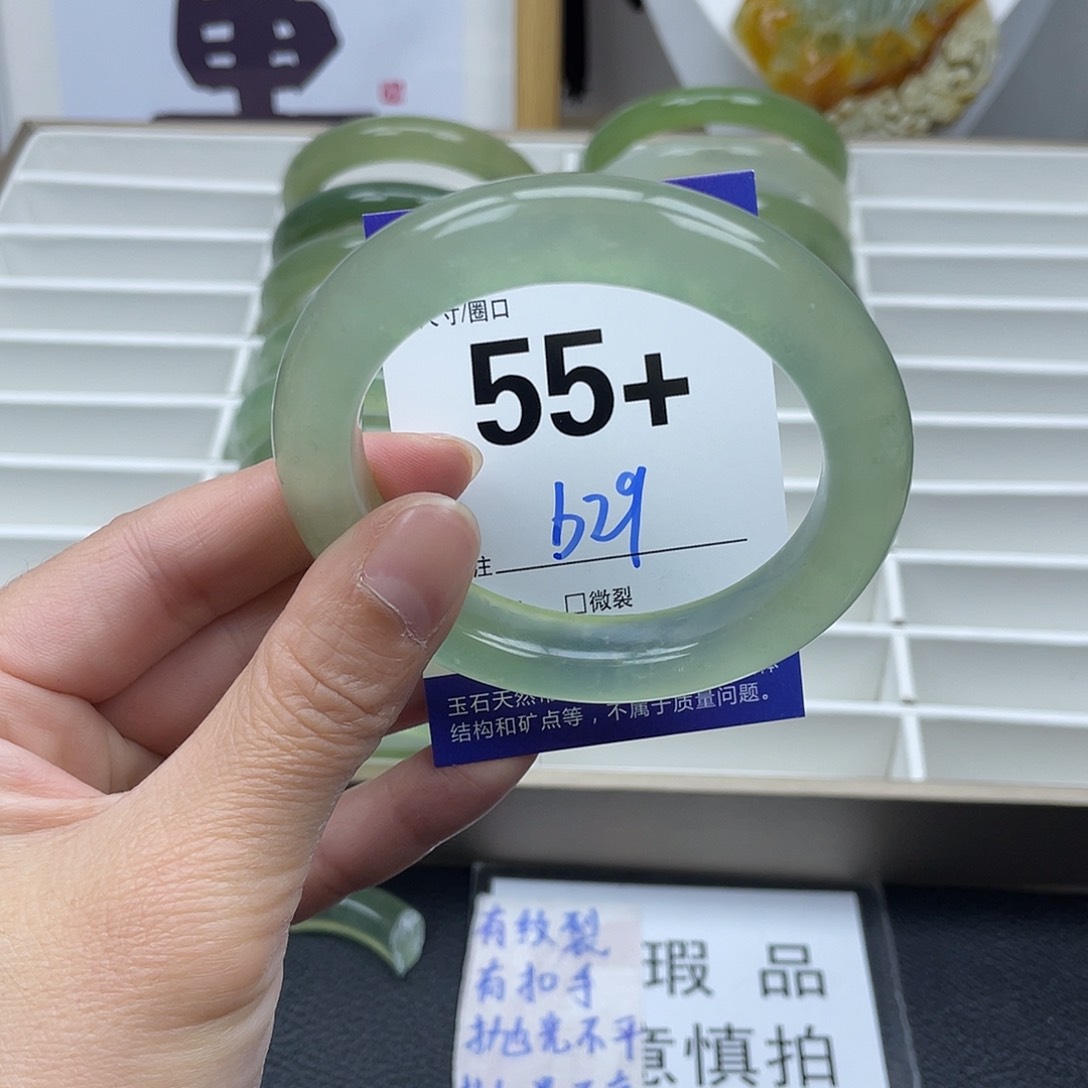 寸/圈口
55+
b29
注
□微裂
玉石天然
结构和矿点等，不属于质量问题。
有纹裂
有扣手
抛光不平
瑕 品
意慎拍